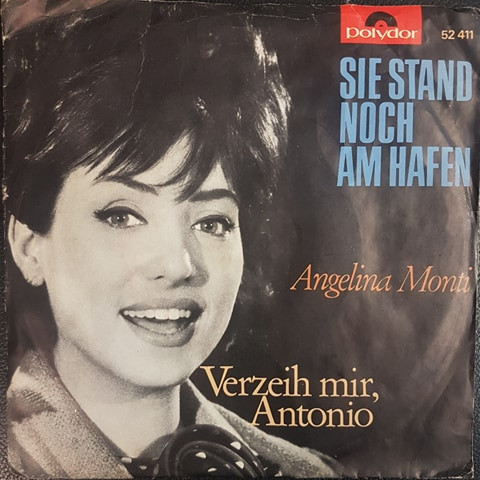 polydor
52 411
SIE STAND
NOCH
AM HAFEN
Angelina Monti
Verzeih mir,
Antonio